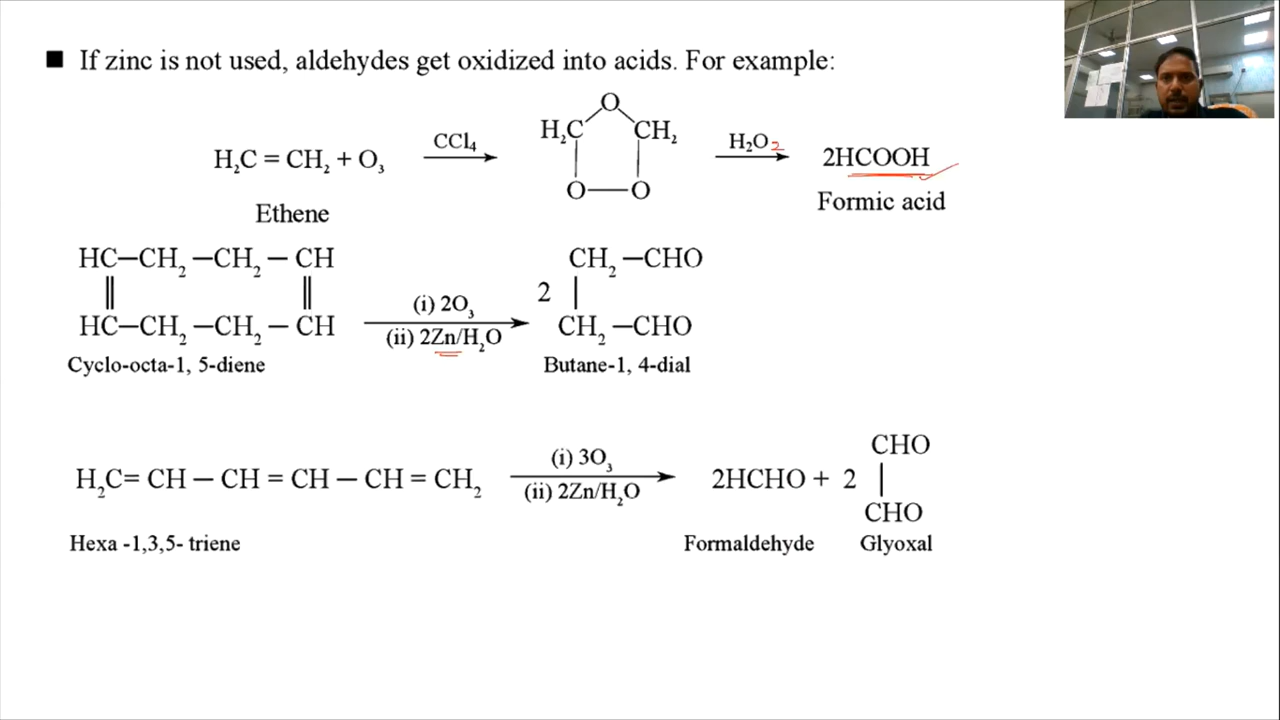 ■ If zinc is not used, aldehydes get oxidized into acids. For example:
H₂C = CH₂ + O₃
CCl₄
O
H₂C CH₂
O—O
H₂O₂
2HCOOH
Ethene
Formic acid
HC—CH₂—CH₂—CH
HC—CH₂—CH₂—CH
Cyclo-octa-1, 5-diene
(i) 2O₃
(ii) 2Zn/H₂O
CH₂—CHO
2
CH₂—CHO
Butane-1, 4-dial
H₂C= CH — CH = CH — CH = CH₂
Hexa -1,3,5- triene
(i) 3O₃
(ii) 2Zn/H₂O
2HCHO + 2
CHO
CHO
Formaldehyde
Glyoxal